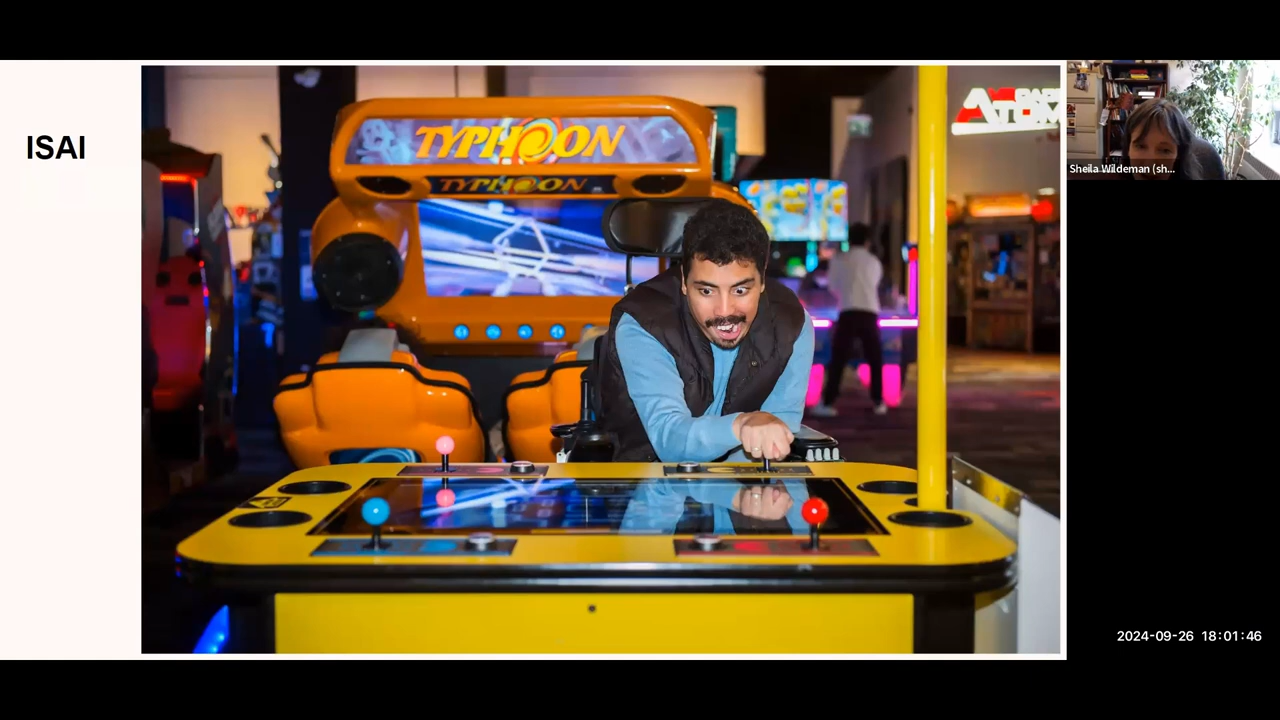 ISAI
TYPHOON
TYPHOON
ATOM
Sheila Wildeman (sh...
2024-09-26 18:01:46